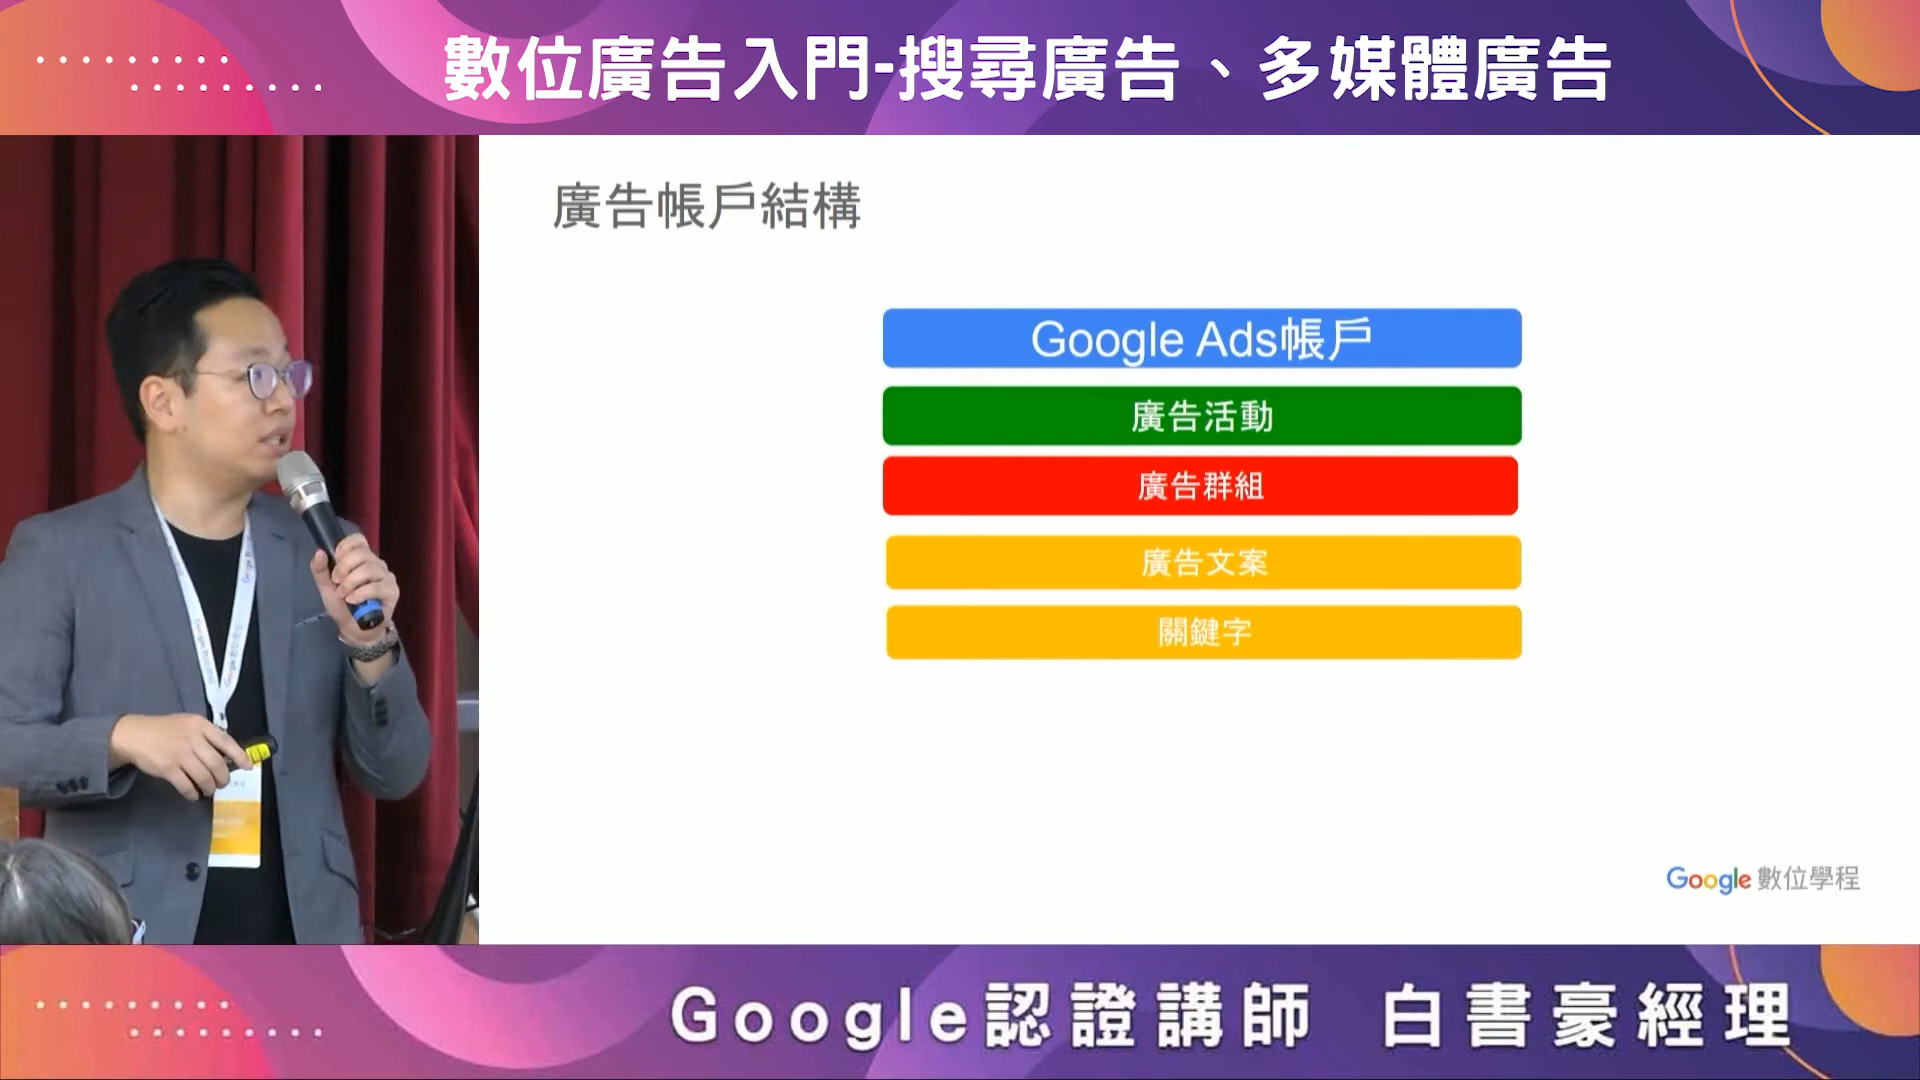 數位廣告入門-搜尋廣告、多媒體廣告
廣告帳戶結構
Google Ads帳戶
廣告活動
廣告群組
廣告文案
關鍵字
Google 數位學程
Google認證講師 白書豪經理